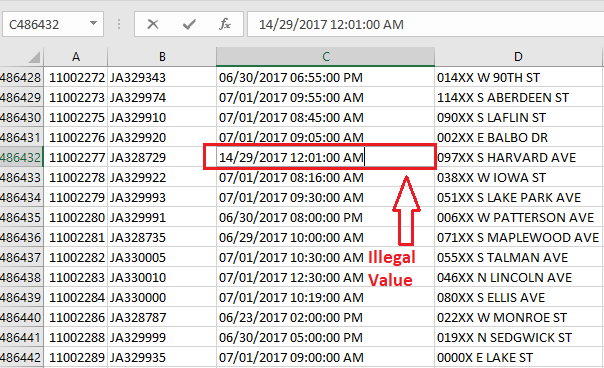 C486432 fx 14/29/2017 12:01:00 AM
A B C D
486428 11002272 JA329343 06/30/2017 06:55:00 PM 014XX W 90TH ST
486429 11002273 JA329974 07/01/2017 09:55:00 AM 114XX S ABERDEEN ST
486430 11002275 JA329910 07/01/2017 08:45:00 AM 090XX S LAFLIN ST
486431 11002276 JA329920 07/01/2017 09:05:00 AM 002XX E BALBO DR
486432 11002277 JA328729 14/29/2017 12:01:00 AM 097XX S HARVARD AVE
486433 11002278 JA329922 07/01/2017 08:16:00 AM 038XX W IOWA ST
486434 11002279 JA329993 07/01/2017 09:30:00 AM 051XX S LAKE PARK AVE
486435 11002280 JA329991 06/30/2017 08:00:00 PM 006XX W PATTERSON AVE
486436 11002281 JA328735 06/29/2017 10:00:00 AM 071XX S MAPLEWOOD AVE
486437 11002282 JA330005 07/01/2017 10:30:00 AM 055XX S TALMAN AVE
486438 11002283 JA330010 07/01/2017 12:30:00 AM 046XX N LINCOLN AVE
486439 11002284 JA330000 07/01/2017 10:19:00 AM 080XX S ELLIS AVE
486440 11002286 JA328787 06/23/2017 02:00:00 PM 022XX W MONROE ST
486441 11002288 JA329999 06/30/2017 05:00:00 PM 019XX N SEDGWICK ST
486442 11002289 JA329935 07/01/2017 09:00:00 AM 0000X E LAKE ST
Illegal
Value